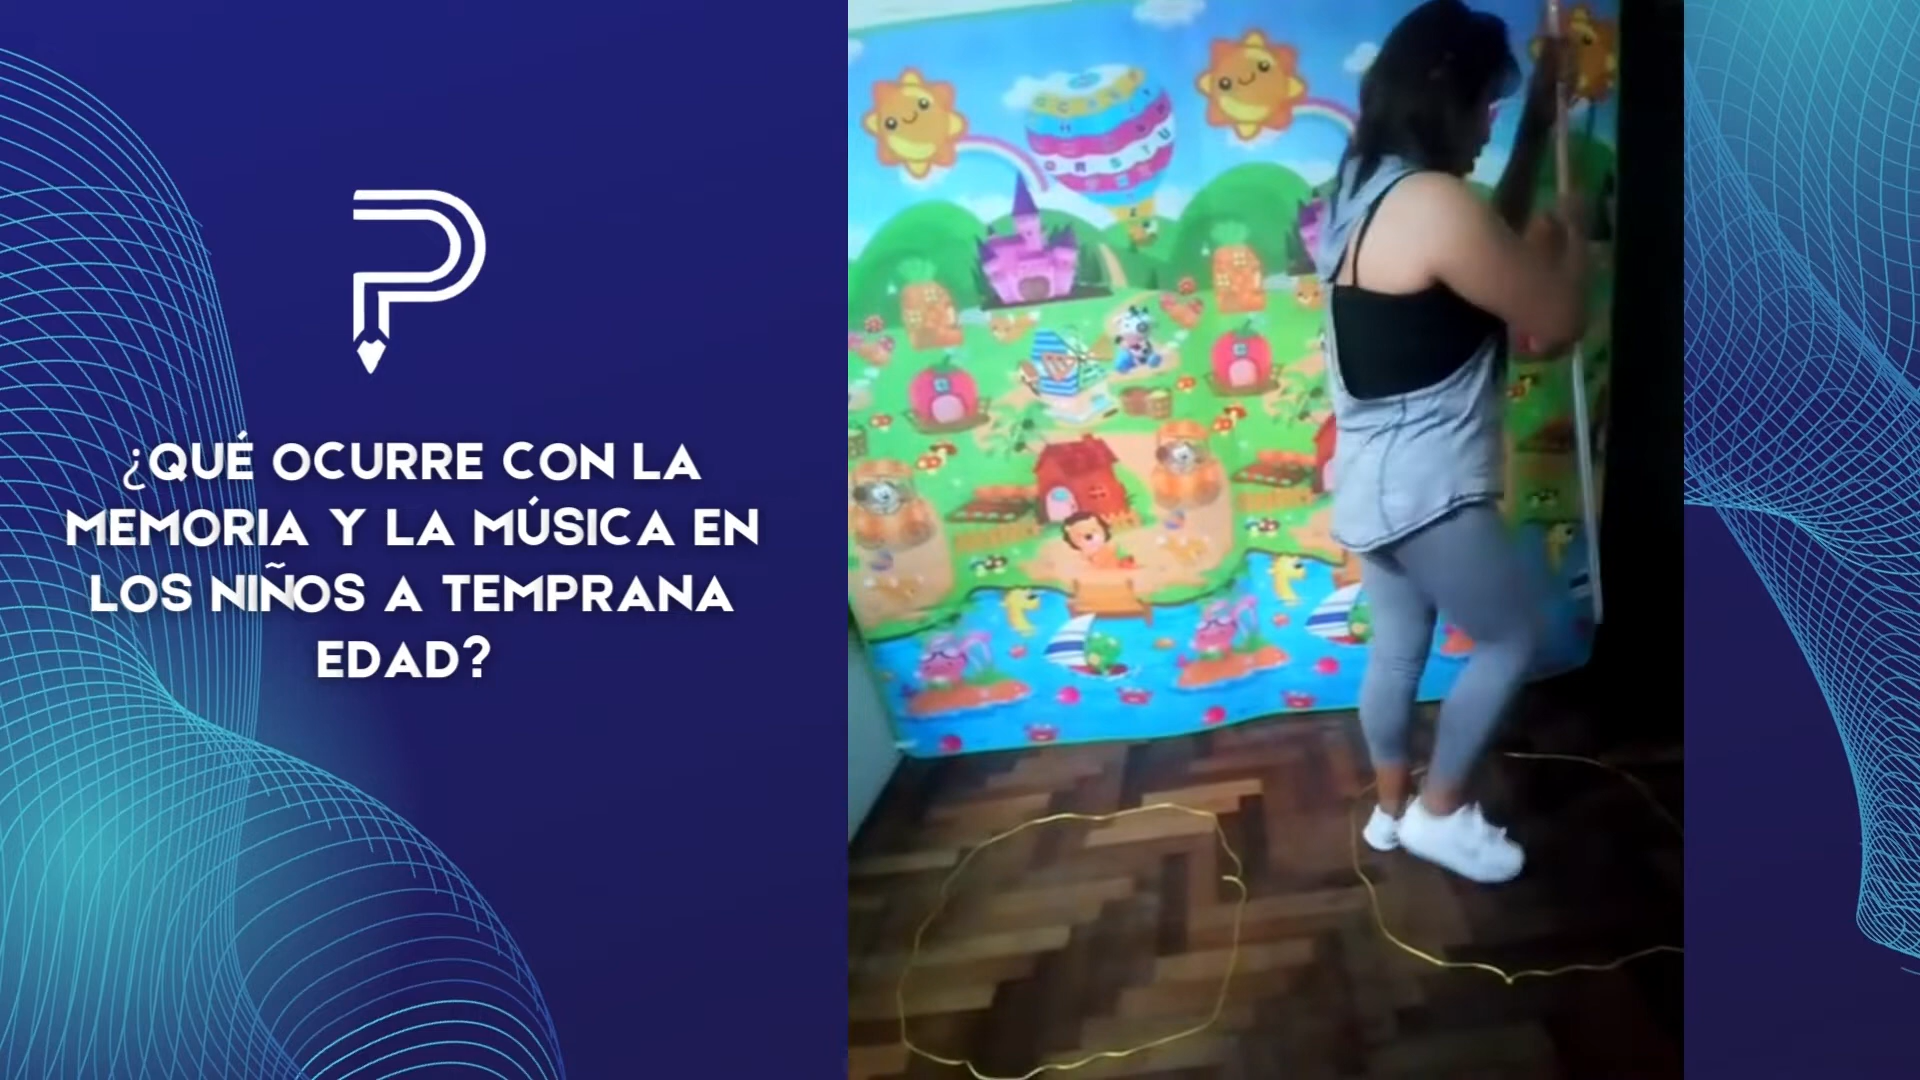 ¿QUÉ OCURRE CON LA
MEMORIA Y LA MÚSICA EN
LOS NIÑOS A TEMPRANA
EDAD?